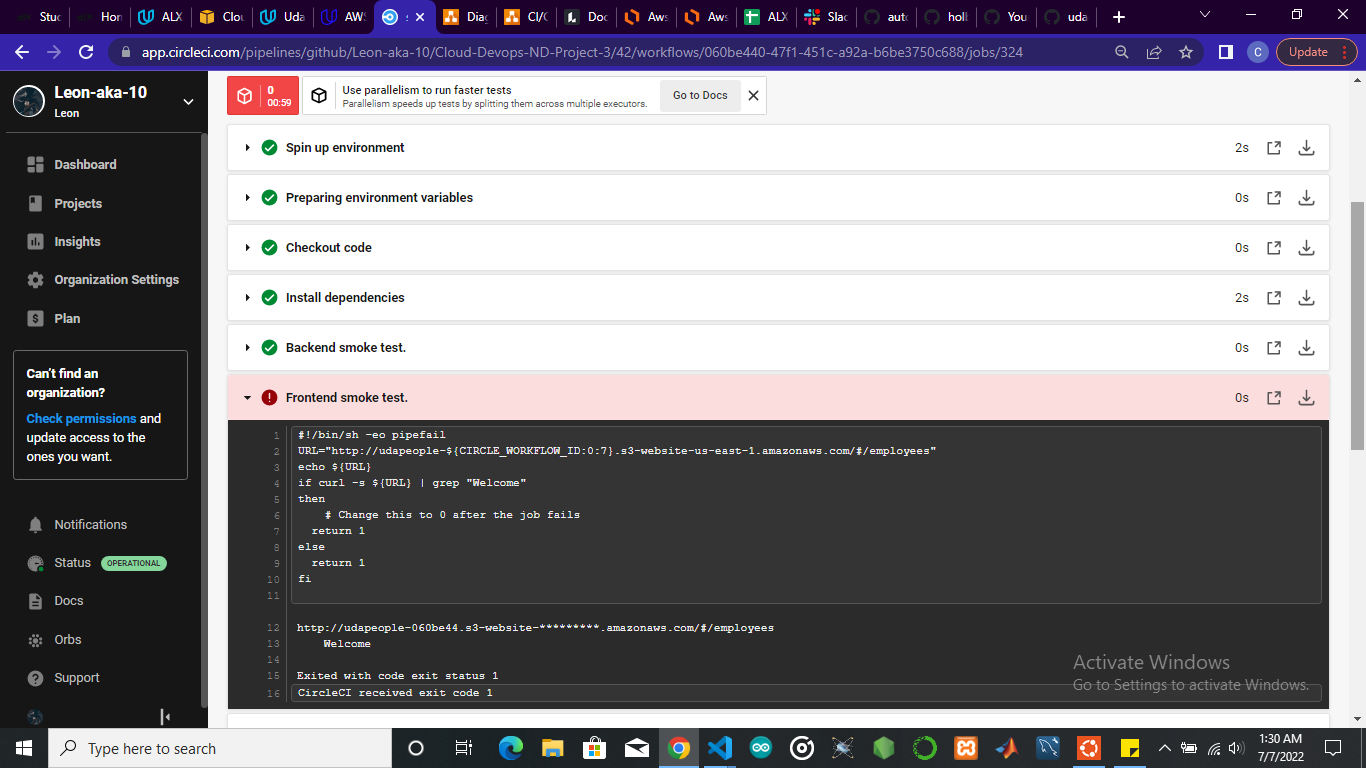 Stuc
Hon
ALX
Clou
Uda
AWS
s
Diag
CI/C
Doc
Aws
Aws
ALX
Slac
auto
holb
You
uda
app.circleci.com/pipelines/github/Leon-aka-10/Cloud-Devops-ND-Project-3/42/workflows/060be440-47f1-451c-a92a-b6be3750c688/jobs/324
C
Update
Leon-aka-10
Leon
Dashboard
Projects
Insights
Organization Settings
Plan
Can't find an
organization?
Check permissions and
update access to the
ones you want.
Notifications
Status OPERATIONAL
Docs
Orbs
Support
0
00:59
Use parallelism to run faster tests
Parallelism speeds up tests by splitting them across multiple executors.
Go to Docs
Spin up environment 2s
Preparing environment variables 0s
Checkout code 0s
Install dependencies 2s
Backend smoke test. 0s
Frontend smoke test. 0s
1 #!/bin/sh -eo pipefail
2 URL="http://udapeople-${CIRCLE_WORKFLOW_ID:0:7}.s3-website-us-east-1.amazonaws.com/#/employees"
3 echo ${URL}
4 if curl -s ${URL} | grep "Welcome"
5 then
6 # Change this to 0 after the job fails
7 return 1
8 else
9 return 1
10 fi
11
12 http://udapeople-060be44.s3-website-*********.amazonaws.com/#/employees
13 Welcome
14
15 Exited with code exit status 1
16 CircleCI received exit code 1
Activate Windows
Go to Settings to activate Windows.
Type here to search
1:30 AM
7/7/2022